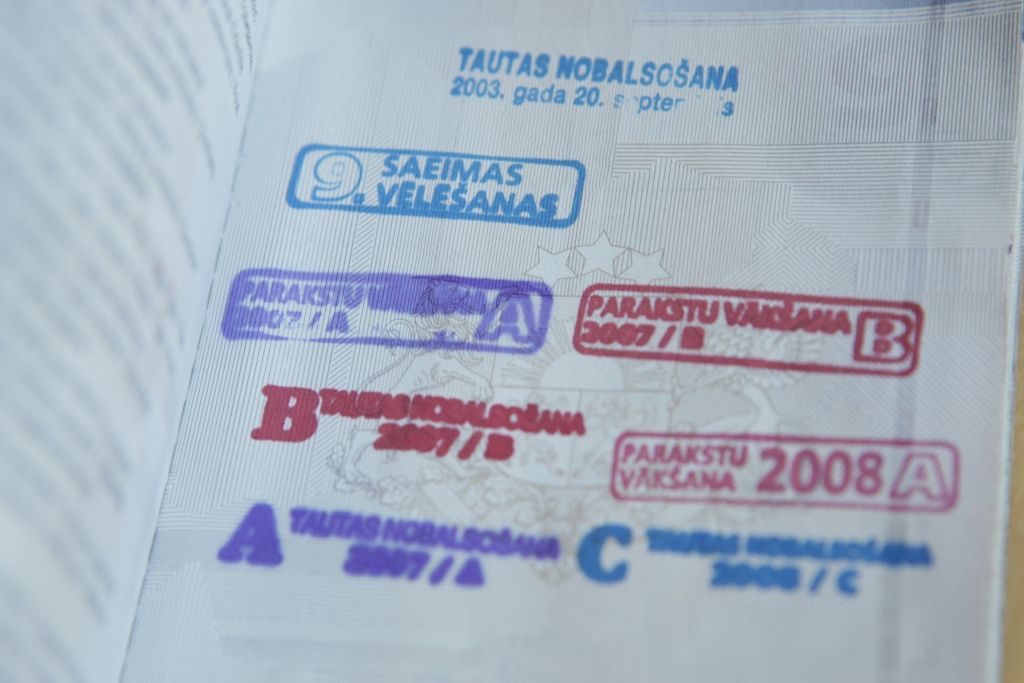 TAUTAS NOBALSOŠANA
2003. gada 20.
9. SAEIMAS
VĒLĒŠANAS
PARAKSTU A
2007 / A
PARAKSTU VĀKŠANA B
2007 / B
B TAUTAS NOBALSOŠANA
2007 / B
PARAKSTU
VĀKŠANA 2008 A
A TAUTAS NOBALSOŠANA
2007 / A
C TAUTAS NOBALSOŠANA
2008 / C